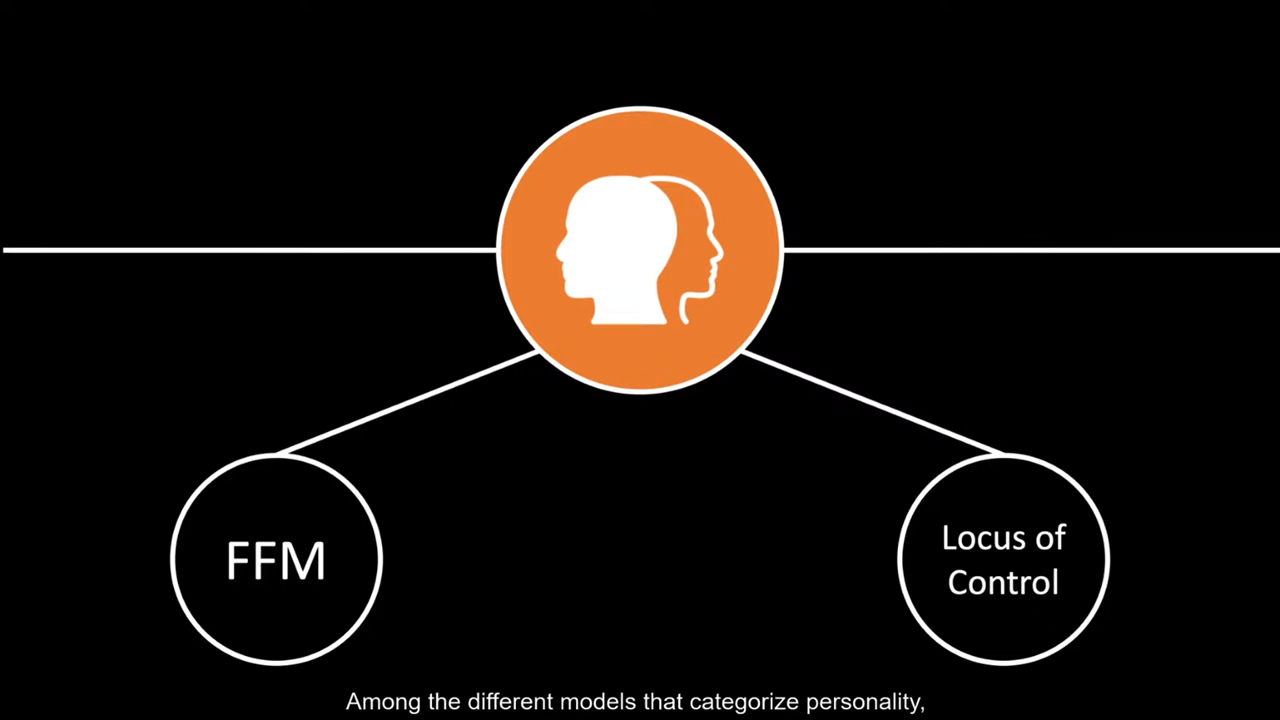 FFM
Locus of
Control
Among the different models that categorize personality,